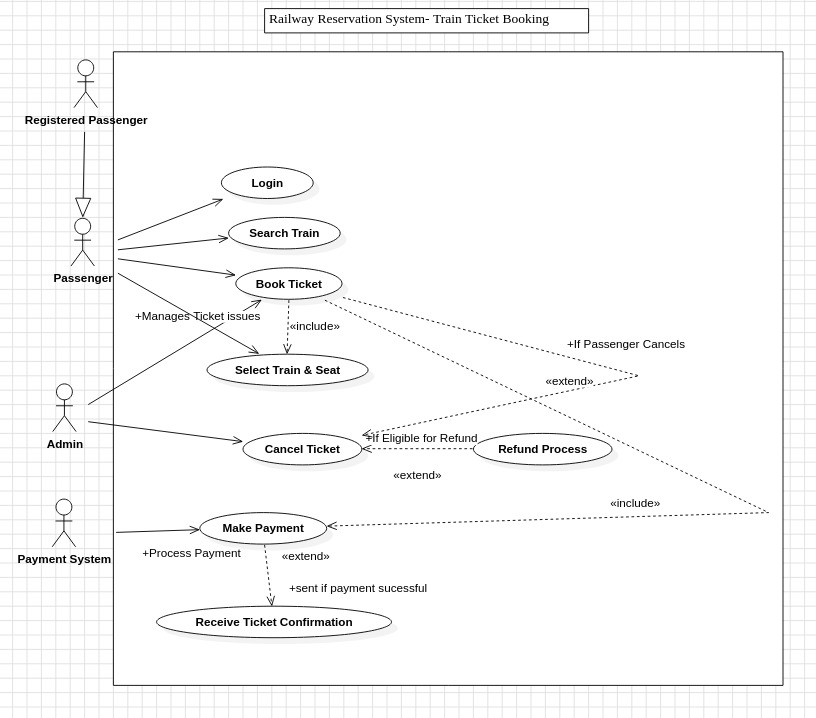 Railway Reservation System- Train Ticket Booking
Registered Passenger
Login
Search Train
Passenger
Book Ticket
+Manages Ticket issues
«include»
+If Passenger Cancels
Select Train & Seat
«extend»
Admin
+If Eligible for Refund
Cancel Ticket
Refund Process
«extend»
«include»
Make Payment
Payment System
+Process Payment
«extend»
+sent if payment sucessful
Receive Ticket Confirmation